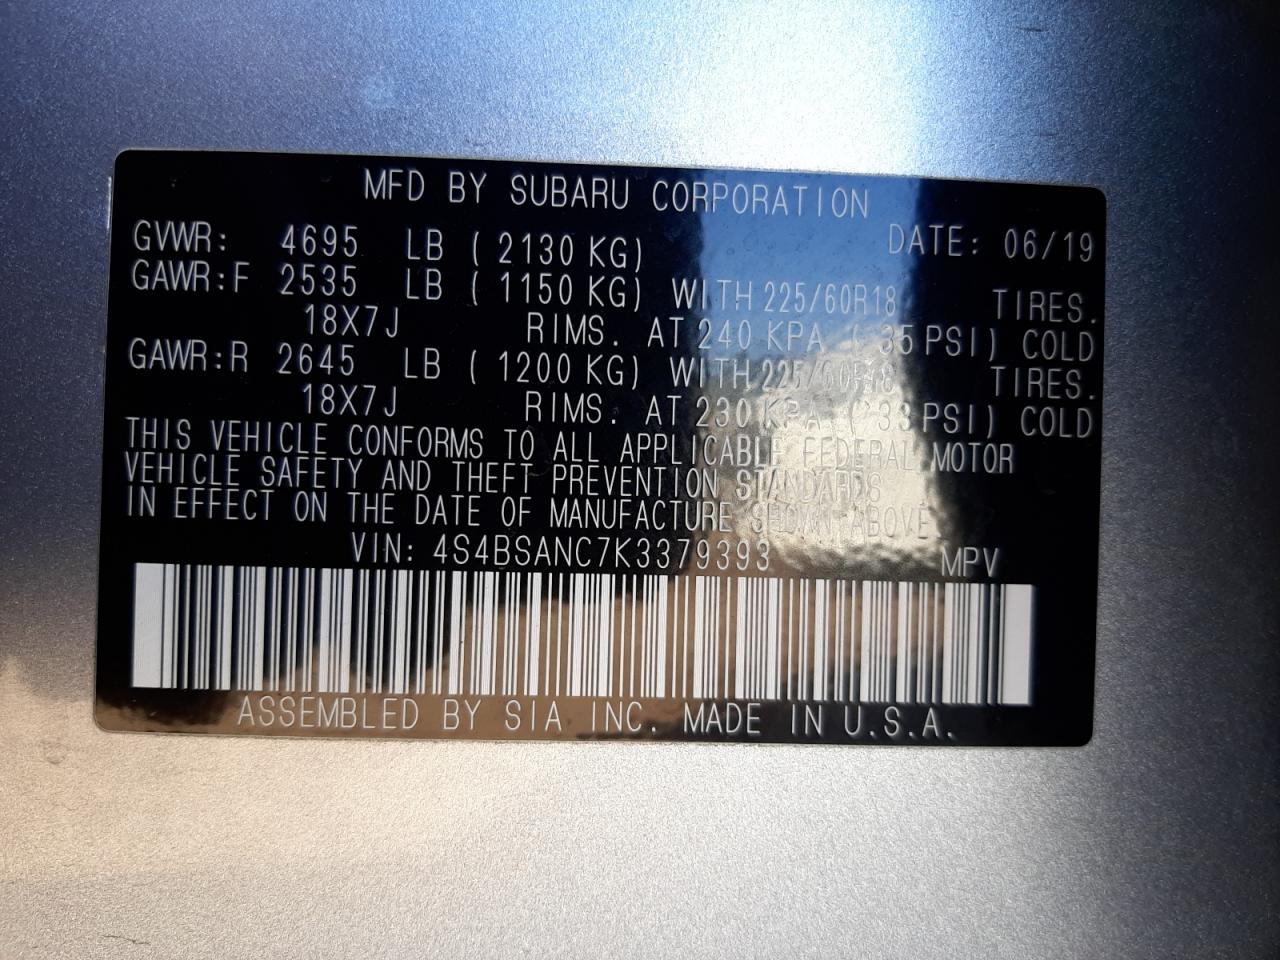 MFD BY SUBARU CORPORATION
GVWR: 4695 LB ( 2130 KG) DATE: 06/19
GAWR:F 2535 LB ( 1150 KG) WITH 225/60R18 TIRES.
18X7J RIMS. AT 240 KPA ( 35 PSI) COLD
GAWR:R 2645 LB ( 1200 KG) WITH 225/60R18 TIRES.
18X7J RIMS. AT 230 KPA ( 33 PSI) COLD
THIS VEHICLE CONFORMS TO ALL APPLICABLE FEDERAL MOTOR
VEHICLE SAFETY AND THEFT PREVENTION STANDARDS
IN EFFECT ON THE DATE OF MANUFACTURE SHOWN ABOVE
VIN: 4S4BSANC7K3379393 MPV
ASSEMBLED BY SIA INC. MADE IN U.S.A.